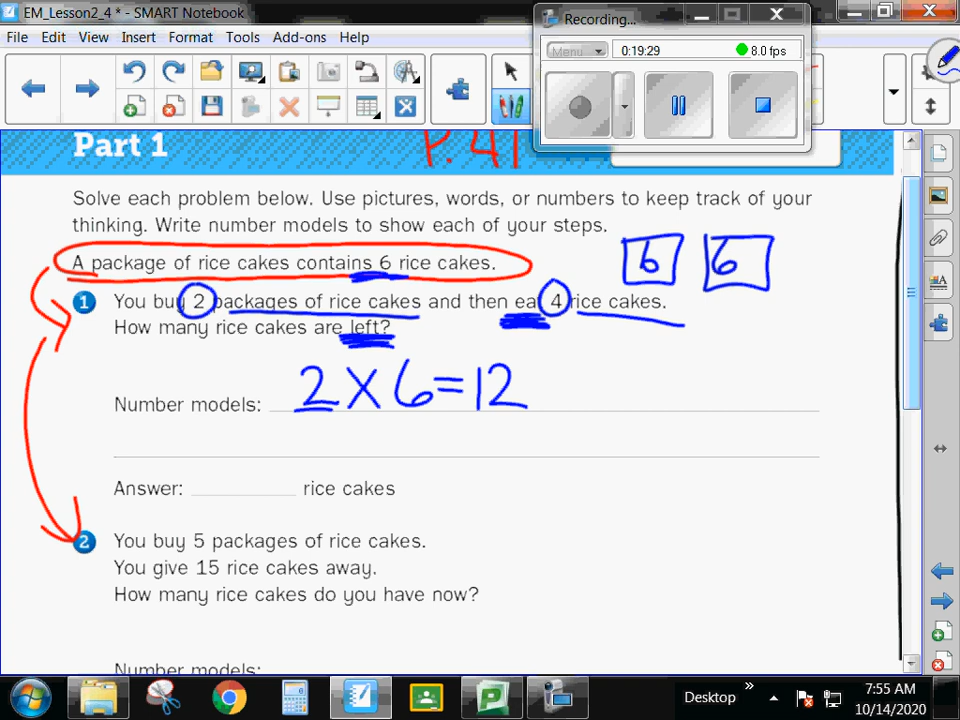 EM_Lesson2_4 * - SMART Notebook
File Edit View Insert Format Tools Add-ons Help
Recording...
Menu 0:19:29 8.0 fps
Part 1
P. 41
Solve each problem below. Use pictures, words, or numbers to keep track of your
thinking. Write number models to show each of your steps.
A package of rice cakes contains 6 rice cakes.
6 6
1 You buy 2 packages of rice cakes and then eat 4 rice cakes.
How many rice cakes are left?
Number models: 2 X 6 = 12
Answer: rice cakes
2 You buy 5 packages of rice cakes.
You give 15 rice cakes away.
How many rice cakes do you have now?
Number models:
Desktop »
7:55 AM
10/14/2020